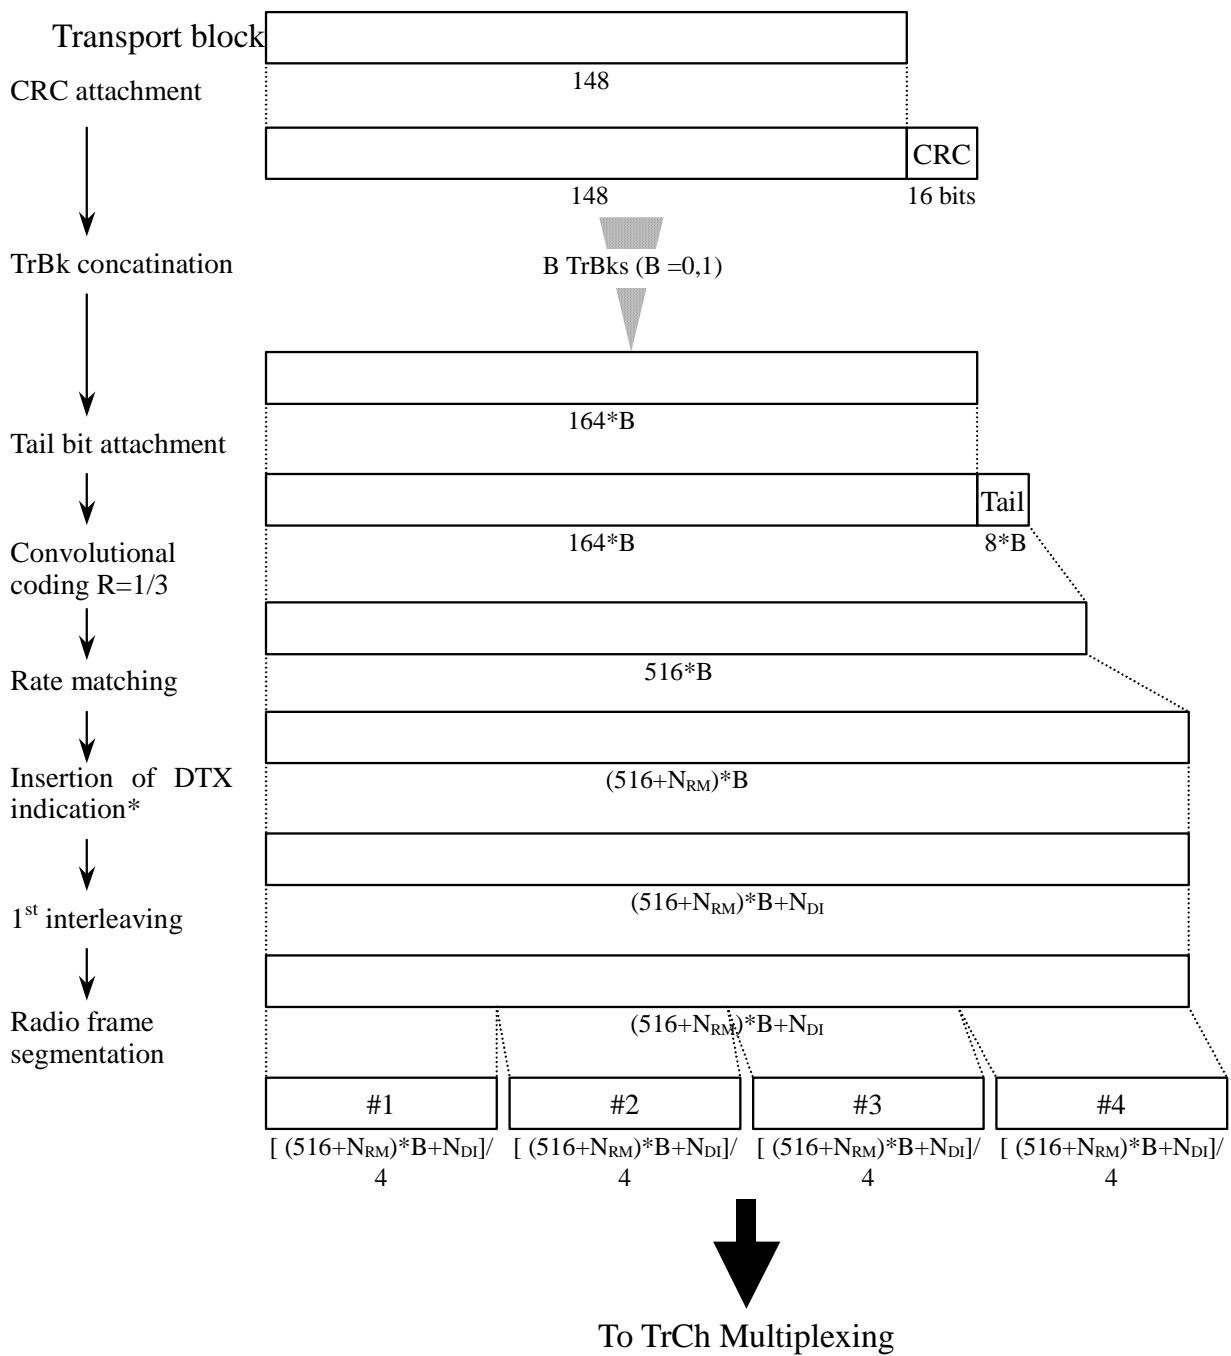 Transport block
148
CRC attachment
CRC
148
16 bits
TrBk concatination
B TrBks (B =0,1)
164*B
Tail bit attachment
Tail
164*B
8*B
Convolutional
coding R=1/3
516*B
Rate matching
(516+N_RM)*B
Insertion of DTX
indication*
(516+N_RM)*B+N_DI
1st interleaving
(516+N_RM)*B+N_DI
Radio frame
segmentation
#1
#2
#3
#4
[ (516+N_RM)*B+N_DI]/
4
[ (516+N_RM)*B+N_DI]/
4
[ (516+N_RM)*B+N_DI]/
4
[ (516+N_RM)*B+N_DI]/
4
To TrCh Multiplexing